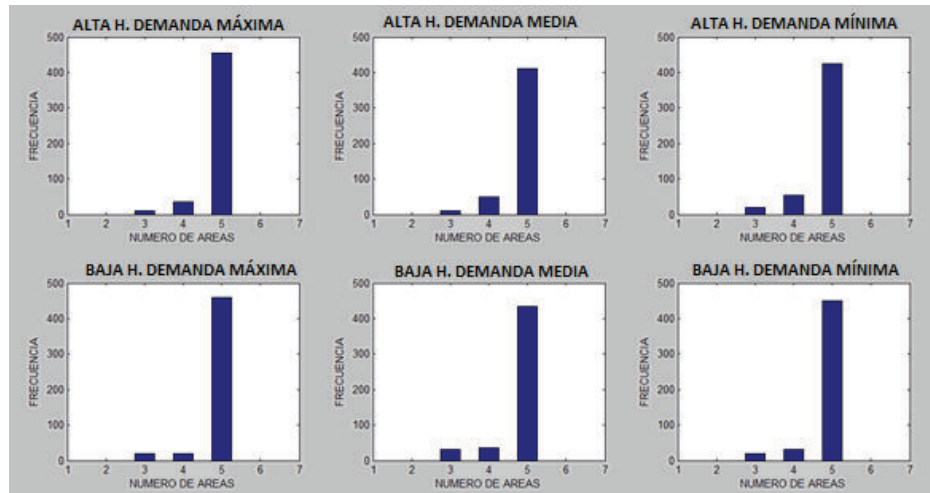 ALTA H. DEMANDA MÁXIMA
500
400
300
200
100
0
FRECUENCIA
1 2 3 4 5 6 7
NUMERO DE AREAS
ALTA H. DEMANDA MEDIA
500
400
300
200
100
0
FRECUENCIA
1 2 3 4 5 6 7
NUMERO DE AREAS
ALTA H. DEMANDA MÍNIMA
500
400
300
200
100
0
FRECUENCIA
1 2 3 4 5 6 7
NUMERO DE AREAS
BAJA H. DEMANDA MÁXIMA
500
400
300
200
100
0
FRECUENCIA
1 2 3 4 5 6 7
NUMERO DE AREAS
BAJA H. DEMANDA MEDIA
500
400
300
200
100
0
FRECUENCIA
1 2 3 4 5 6 7
NUMERO DE AREAS
BAJA H. DEMANDA MÍNIMA
500
400
300
200
100
0
FRECUENCIA
1 2 3 4 5 6 7
NUMERO DE AREAS